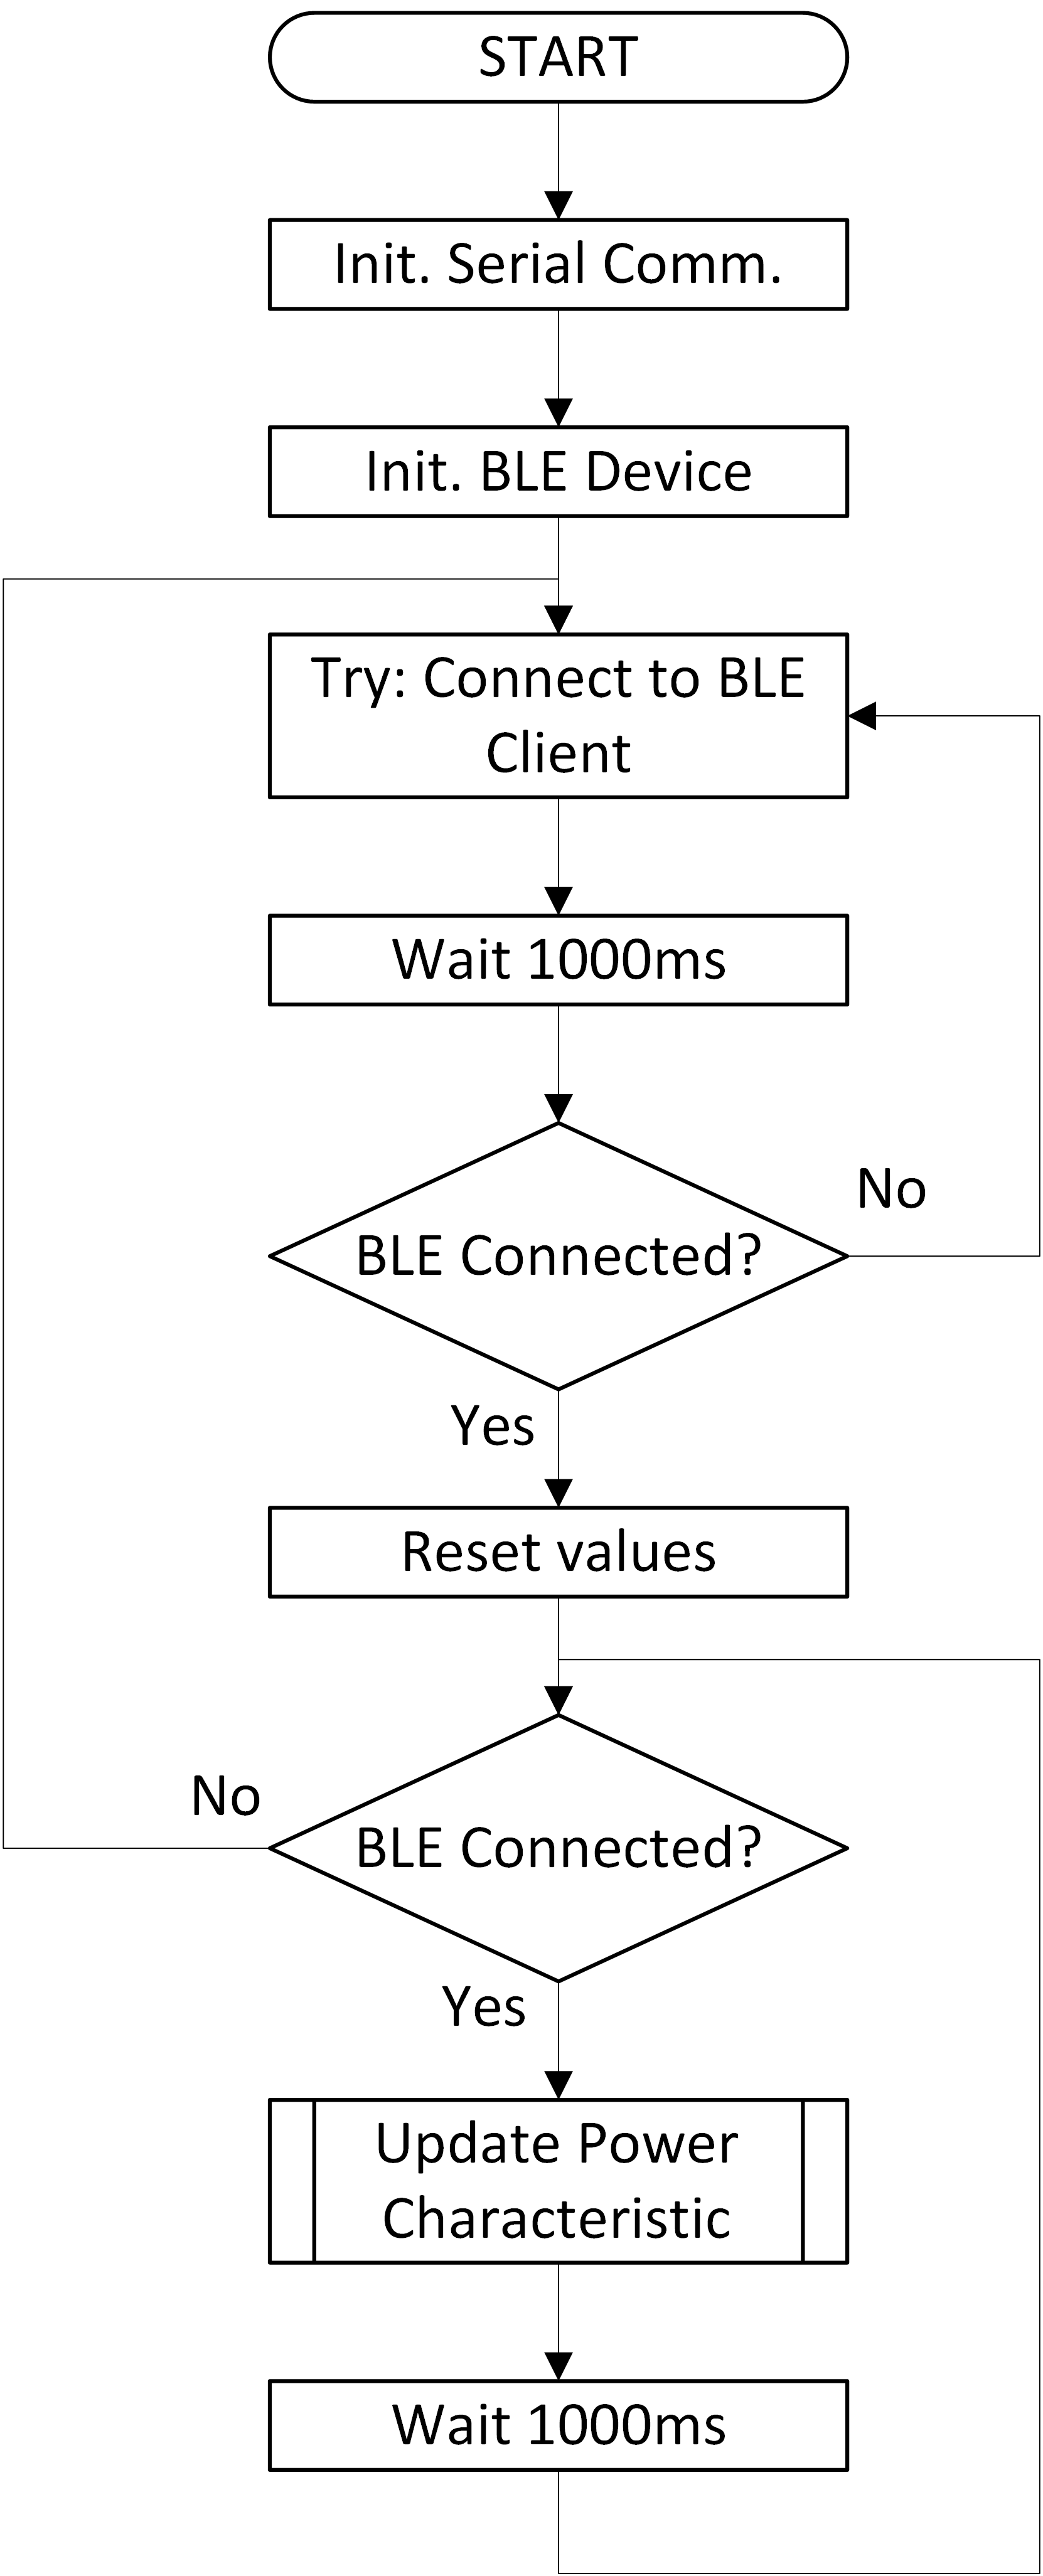 START
Init. Serial Comm.
Init. BLE Device
Try: Connect to BLE
Client
Wait 1000ms
BLE Connected?
No
Yes
Reset values
BLE Connected?
No
Yes
Update Power
Characteristic
Wait 1000ms